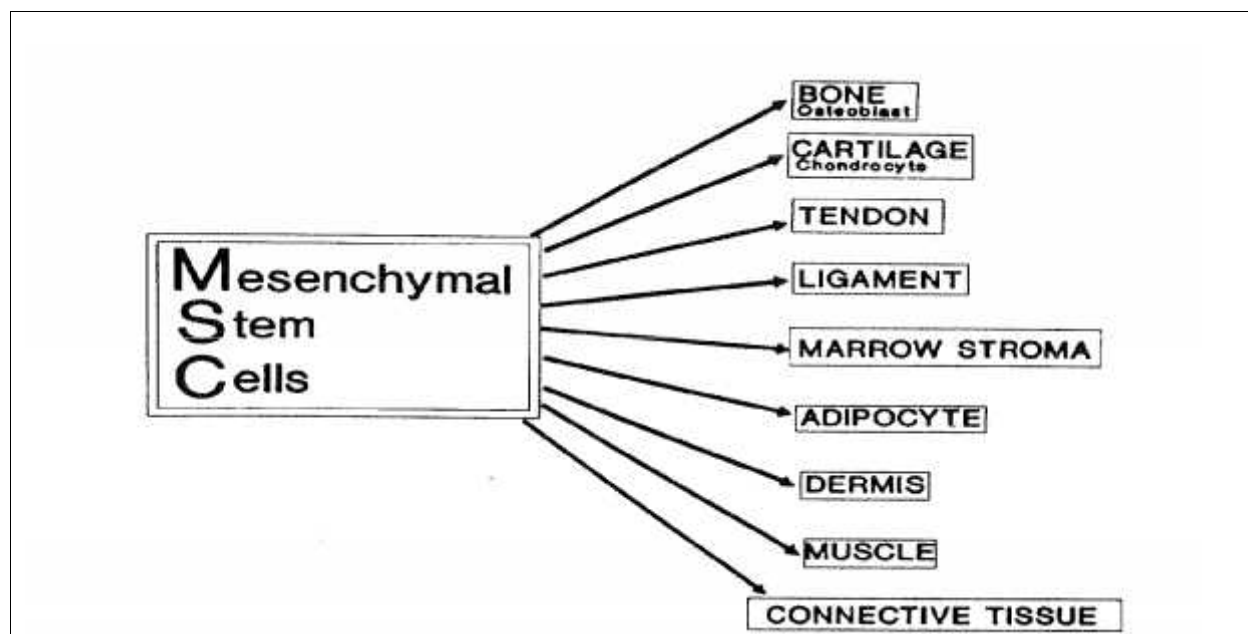 Mesenchymal
Stem
Cells
BONE
Osteoblast
CARTILAGE
Chondrocyte
TENDON
LIGAMENT
MARROW STROMA
ADIPOCYTE
DERMIS
MUSCLE
CONNECTIVE TISSUE